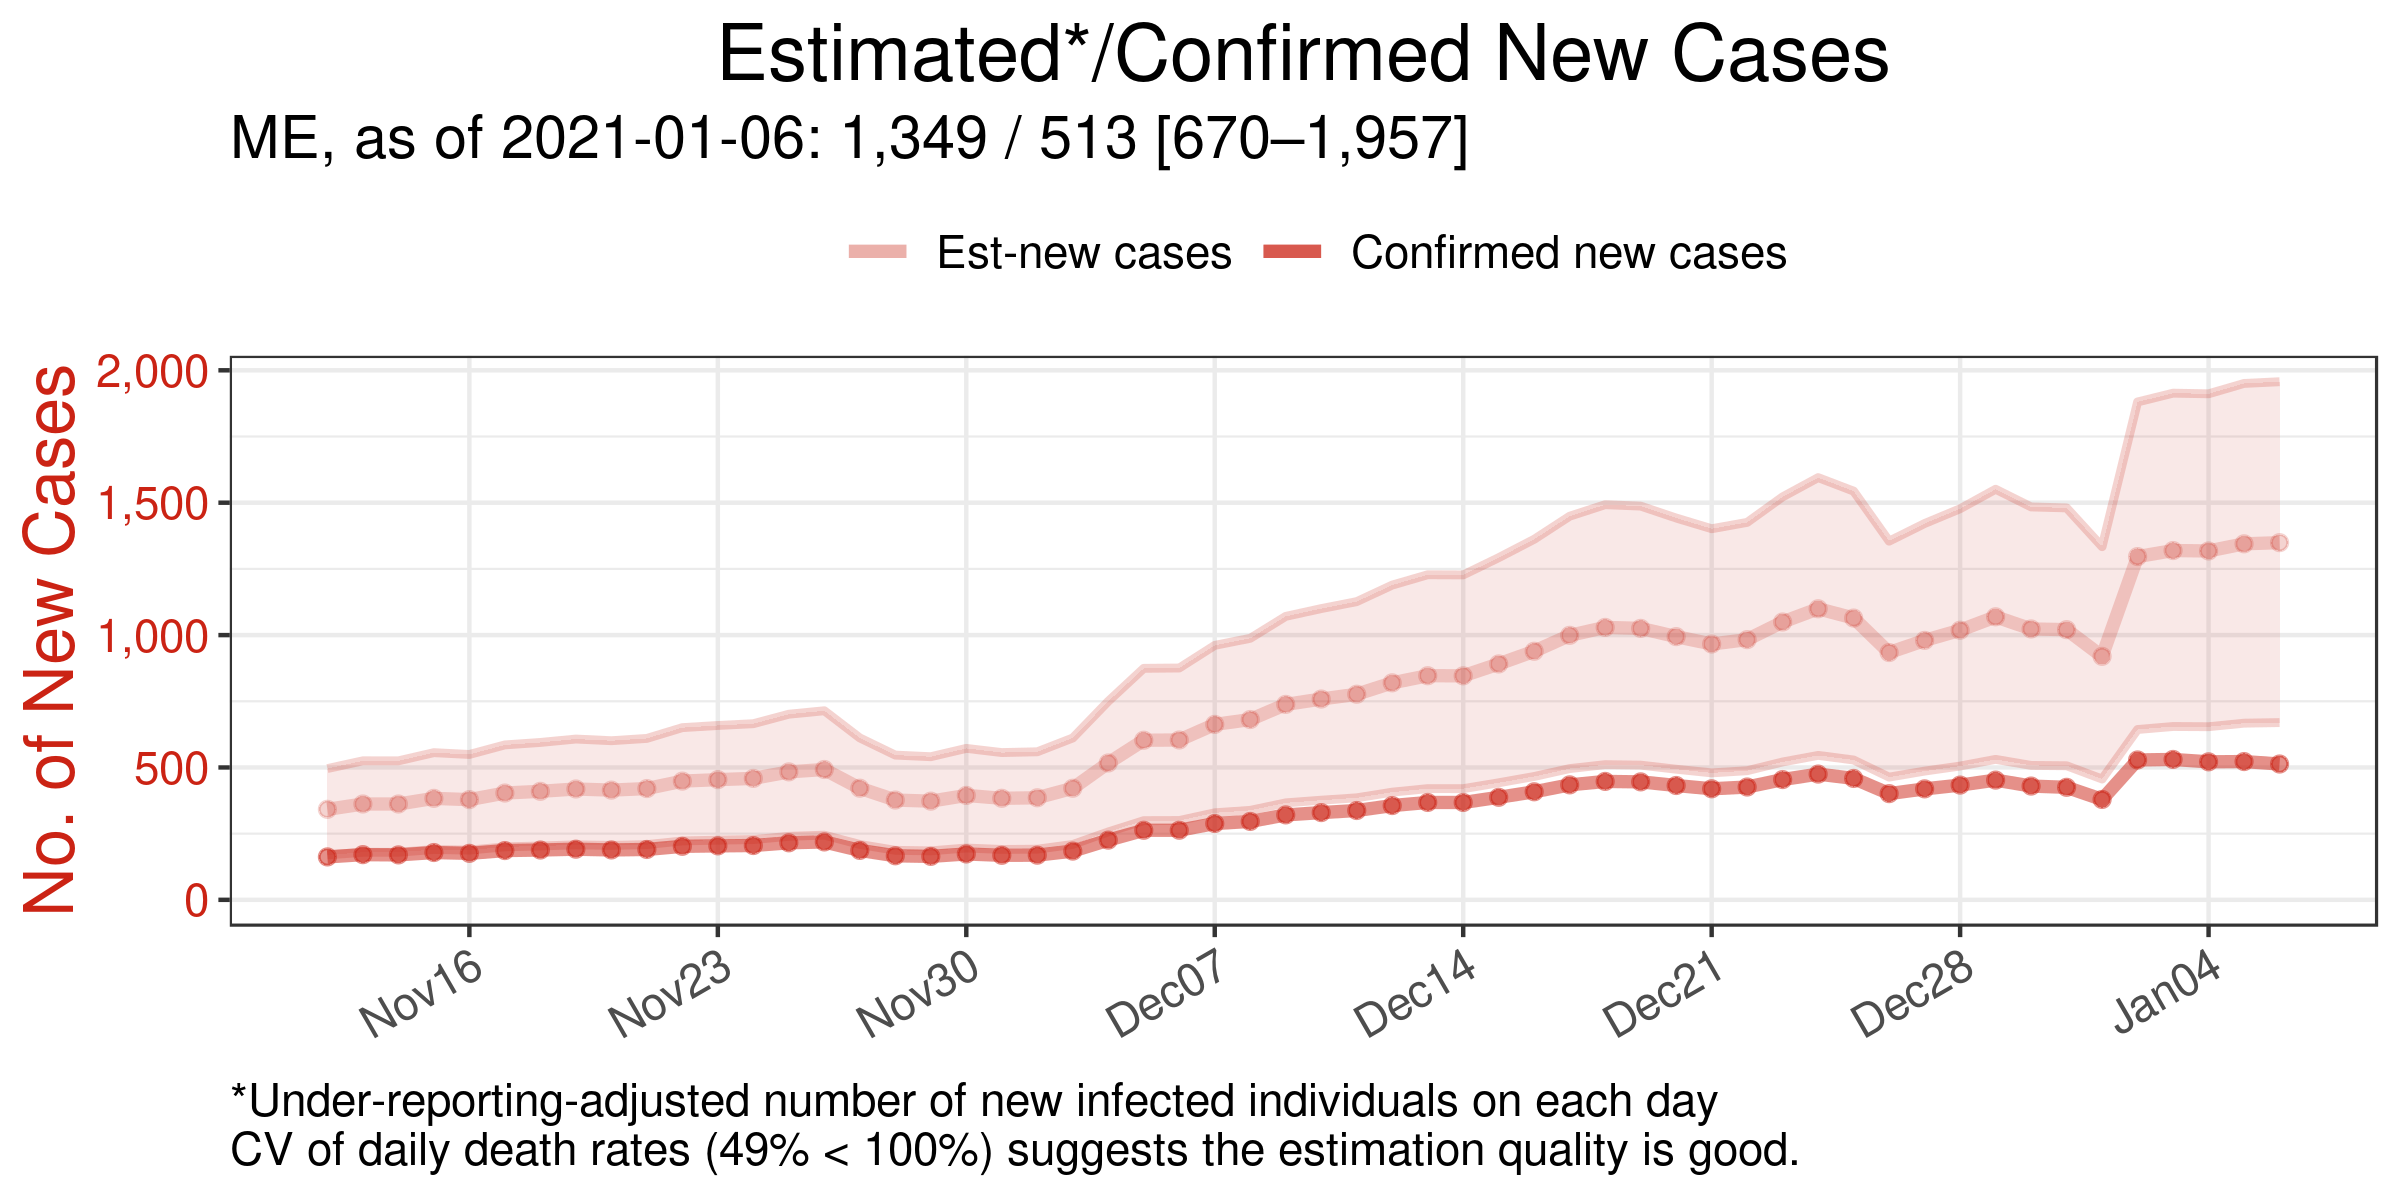 Estimated*/Confirmed New Cases
ME, as of 2021-01-06: 1,349 / 513 [670–1,957]
Est-new cases
Confirmed new cases
No. of New Cases
2,000
1,500
1,000
500
0
Nov16
Nov23
Nov30
Dec07
Dec14
Dec21
Dec28
Jan04
*Under-reporting-adjusted number of new infected individuals on each day
CV of daily death rates (49% < 100%) suggests the estimation quality is good.